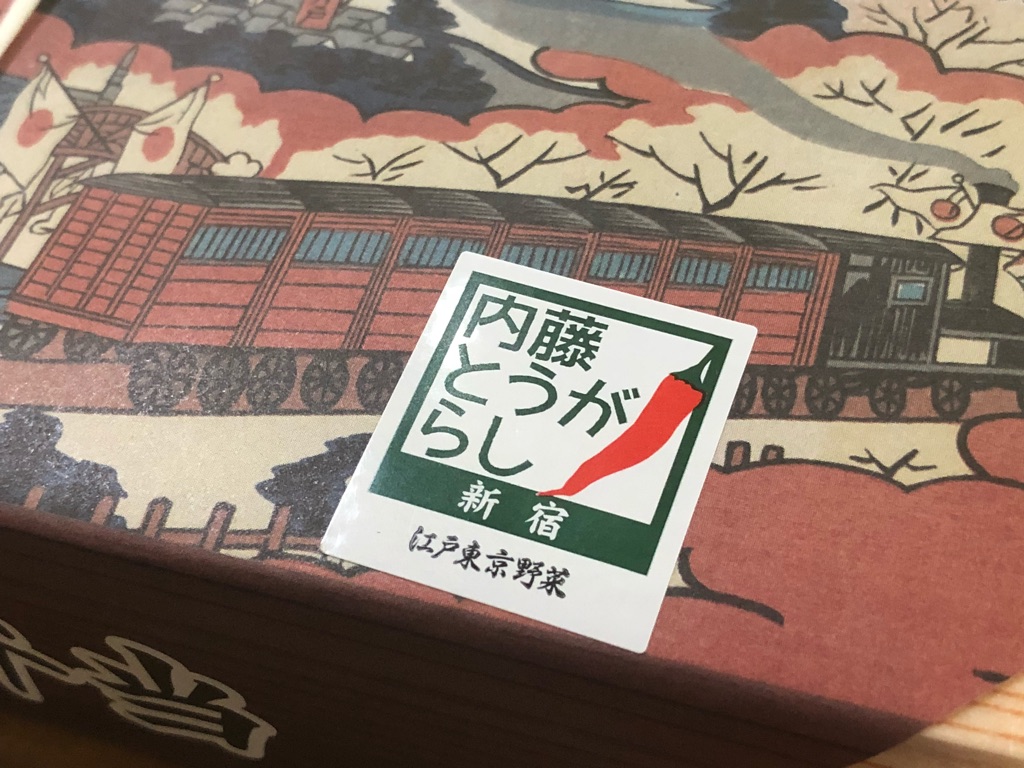 内藤
とうが
らし
新宿
江戸東京野菜